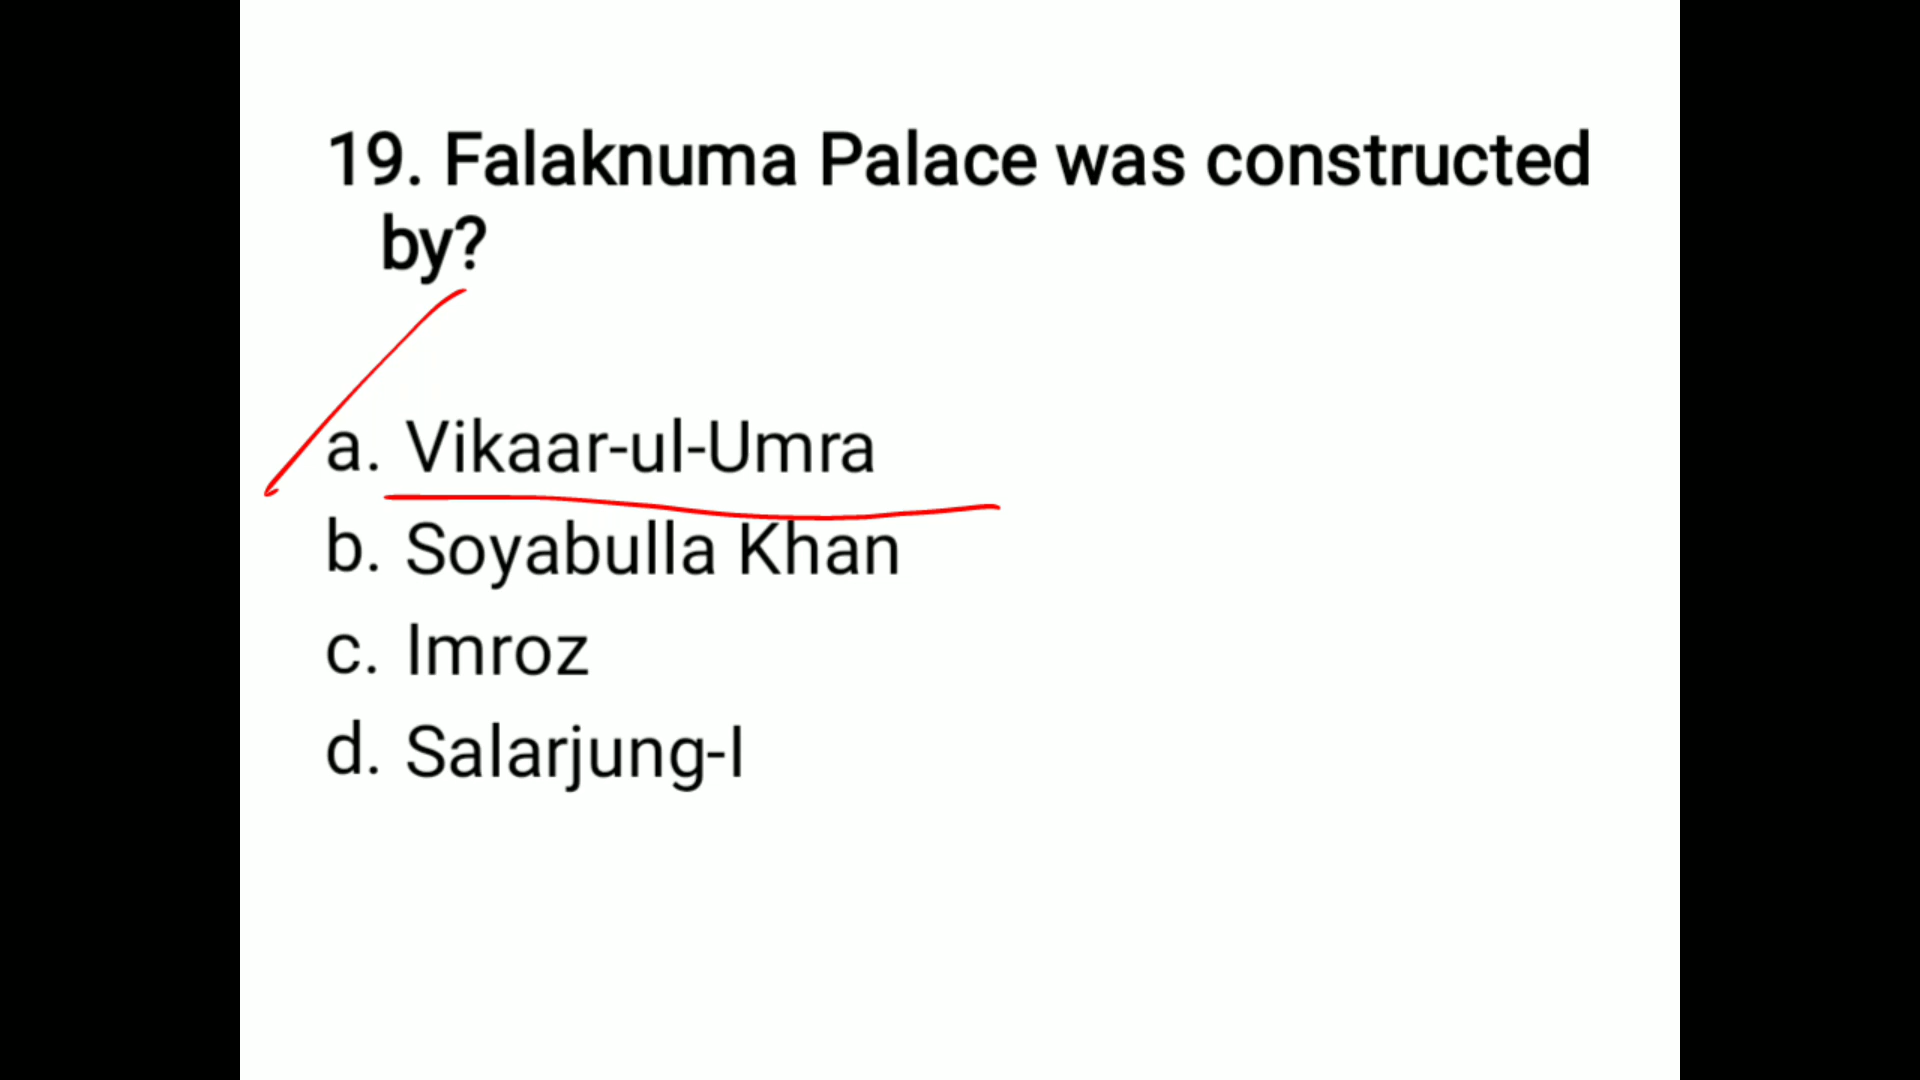 19. Falaknuma Palace was constructed
by?
a. Vikaar-ul-Umra
b. Soyabulla Khan
c. Imroz
d. Salarjung-I